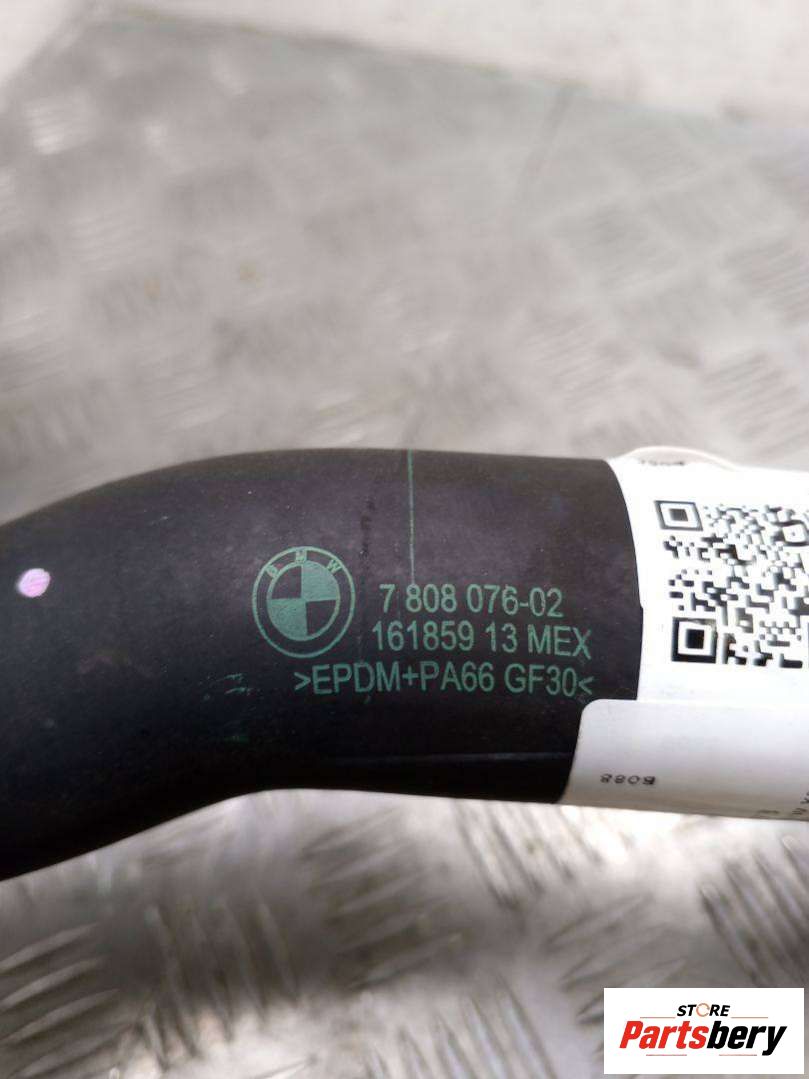 BMW
7 808 076-02
161859 13 MEX
>EPDM+PA66 GF30<
B088
STORE
Partsbery